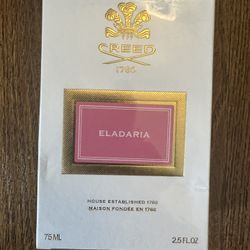 CREED
1760
ELADARIA
HOUSE ESTABLISHED 1760
MAISON FONDÉE EN 1760
75 ML
2.5 FL.OZ